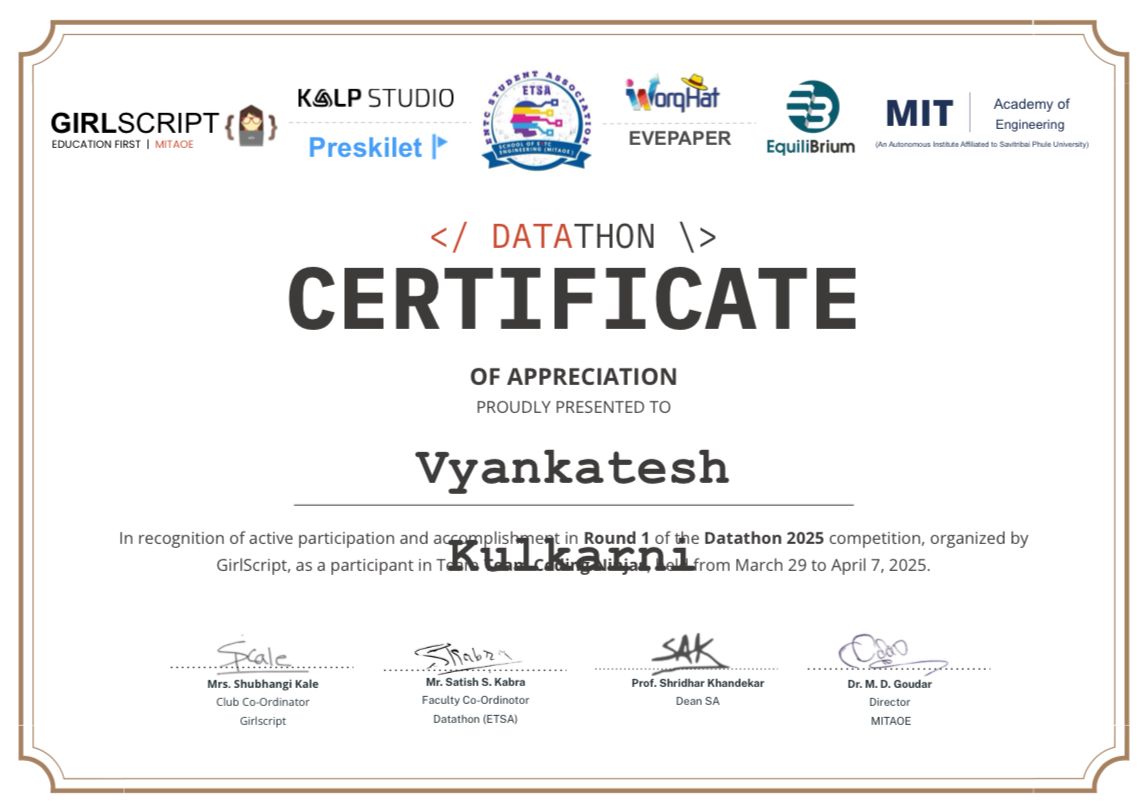 GIRLSCRIPT
EDUCATION FIRST | MITAOE
KALP STUDIO
Preskilet
ENTC STUDENT ASSOCIATION
ETSA
SCHOOL OF E&TC
ENGINEERING (MITAOE)
WorqHat
EVEPAPER
EquiliBrium
MIT
Academy of
Engineering
(An Autonomous Institute Affiliated to Savitribai Phule University)
</ DATATHON \>
CERTIFICATE
OF APPRECIATION
PROUDLY PRESENTED TO
Vyankatesh
Kulkarni
In recognition of active participation and accomplishment in Round 1 of the Datathon 2025 competition, organized by
GirlScript, as a participant in Team Team Coding Ninjas, held from March 29 to April 7, 2025.
Mrs. Shubhangi Kale
Club Co-Ordinator
Girlscript
Mr. Satish S. Kabra
Faculty Co-Ordinotor
Datathon (ETSA)
SAK
Prof. Shridhar Khandekar
Dean SA
Dr. M. D. Goudar
Director
MITAOE